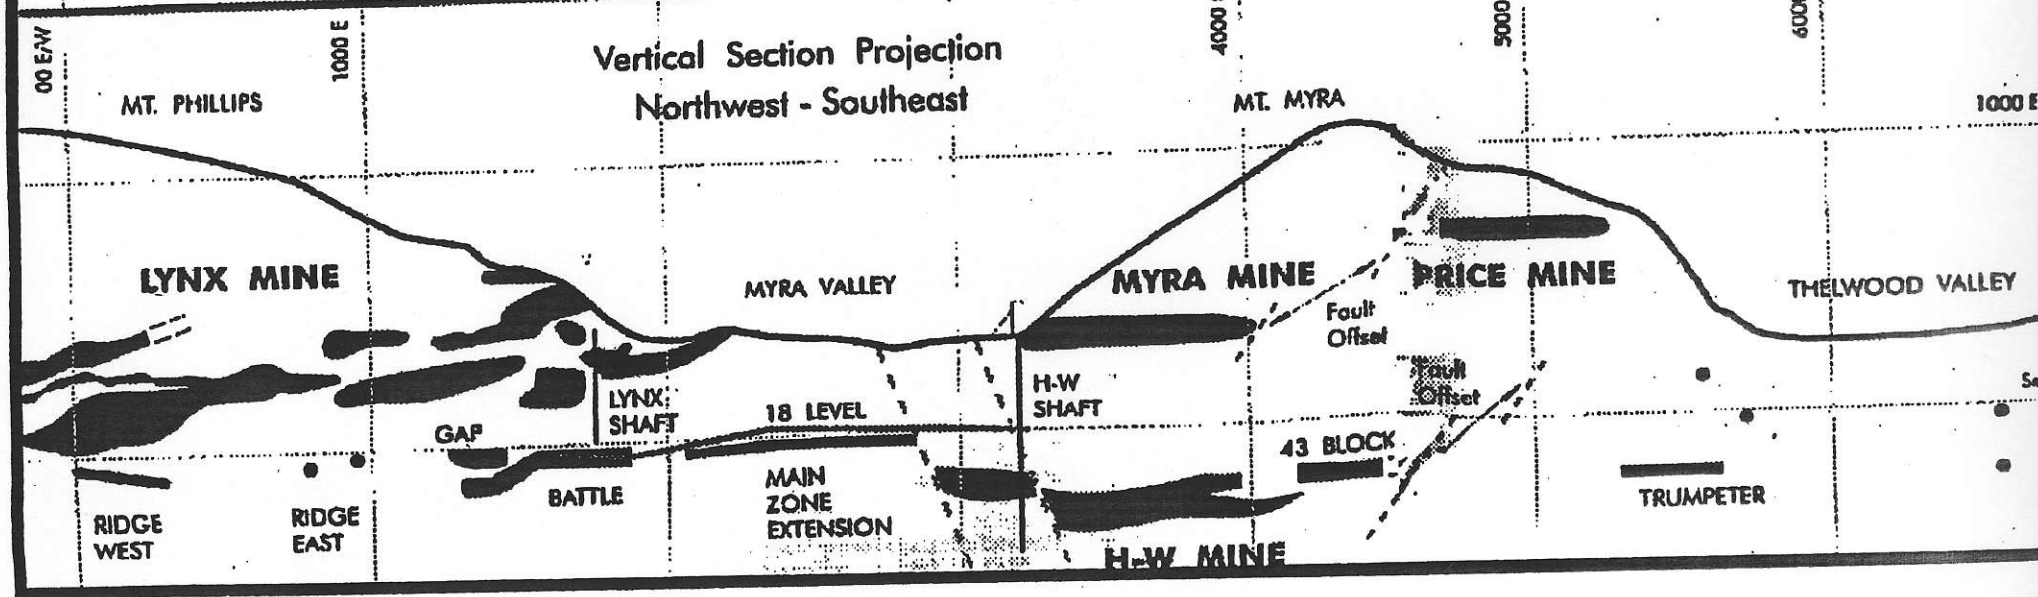 00 E/W
1000 E
4000
5000
6000
Vertical Section Projection
Northwest - Southeast
MT. PHILLIPS
MT. MYRA
1000 E
LYNX MINE
MYRA VALLEY
MYRA MINE
PRICE MINE
THELWOOD VALLEY
Fault
Offset
Fault
Offset
LYNX
SHAFT
H-W
SHAFT
18 LEVEL
GAP
43 BLOCK
BATTLE
MAIN
ZONE
EXTENSION
TRUMPETER
RIDGE
WEST
RIDGE
EAST
H-W MINE